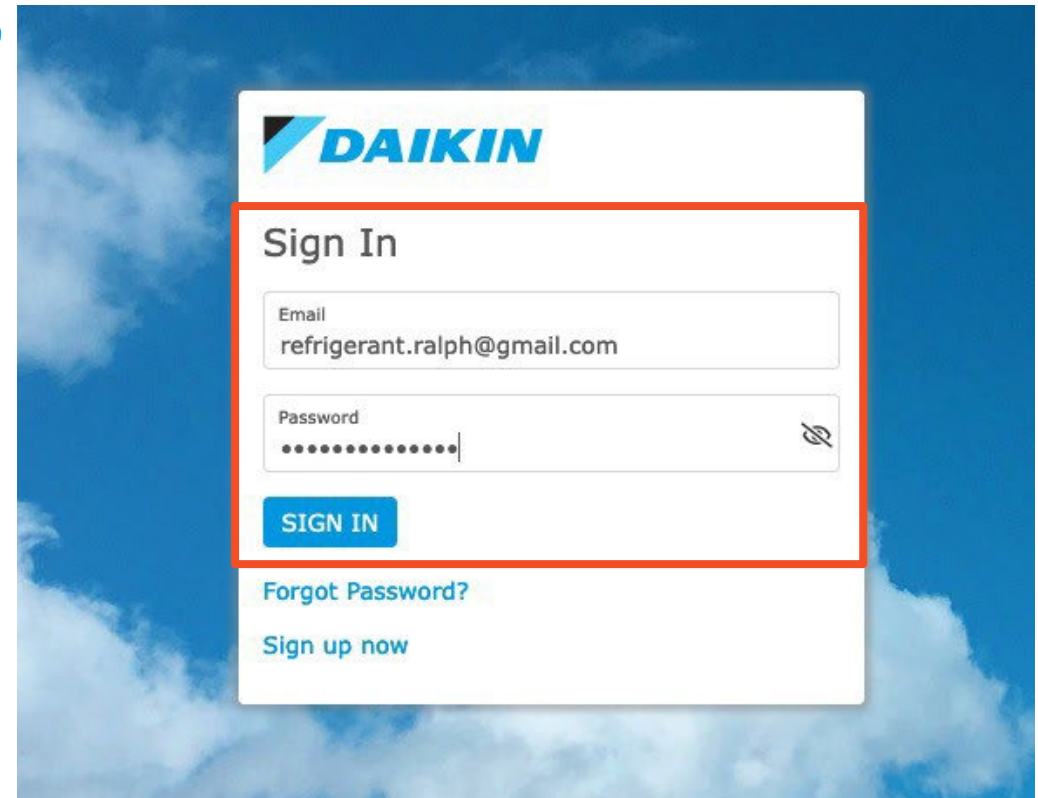 DAIKIN
Sign In
Email
refrigerant.ralph@gmail.com
Password
••••••••••••••
SIGN IN
Forgot Password?
Sign up now